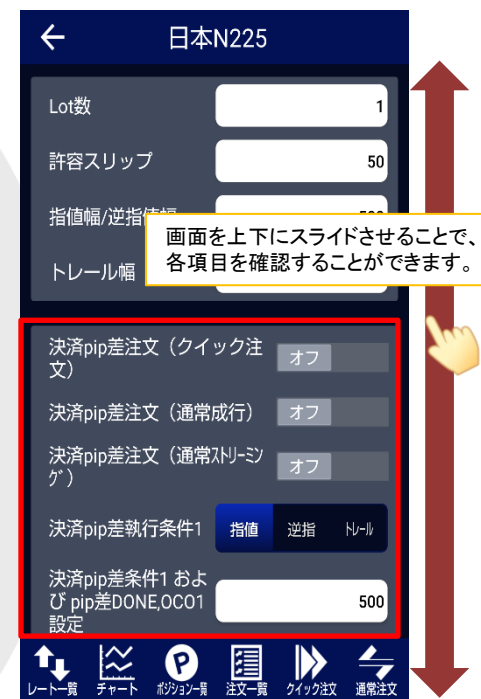 日本N225
Lot数 1
許容スリップ 50
指値幅/逆指
トレール幅
画面を上下にスライドさせることで、
各項目を確認することができます。
決済pip差注文（クイック注
文） オフ
決済pip差注文（通常成行） オフ
決済pip差注文（通常ｽﾄﾘｰﾐﾝ
ｸﾞ） オフ
決済pip差執行条件1 指値 逆指 ﾄﾚｰﾙ
決済pip差条件1 およ
び pip差DONE,OCO1
設定 500
レート一覧 チャート ﾎﾟｼﾞｼｮﾝ一覧 注文一覧 クイック注文 通常注文